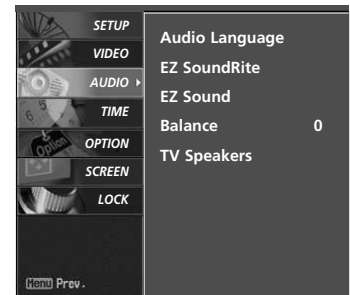 SETUP
VIDEO
AUDIO
TIME
OPTION
SCREEN
LOCK
Menu Prev.
Audio Language
EZ SoundRite
EZ Sound
Balance 0
TV Speakers
Option